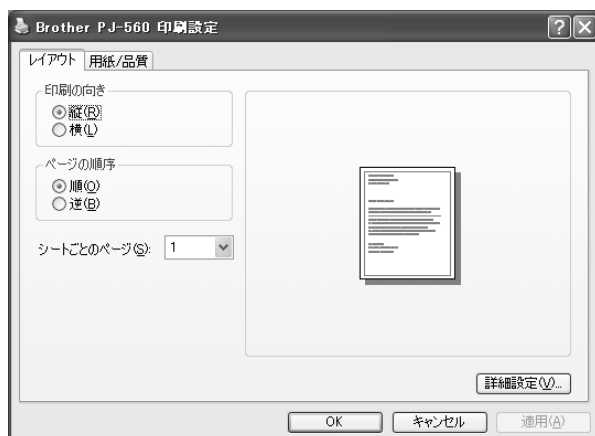 Brother PJ-560 印刷設定
レイアウト 用紙/品質
印刷の向き
縦(R)
横(L)
ページの順序
順(O)
逆(B)
シートごとのページ(S): 1
詳細設定(V)...
OK キャンセル 適用(A)